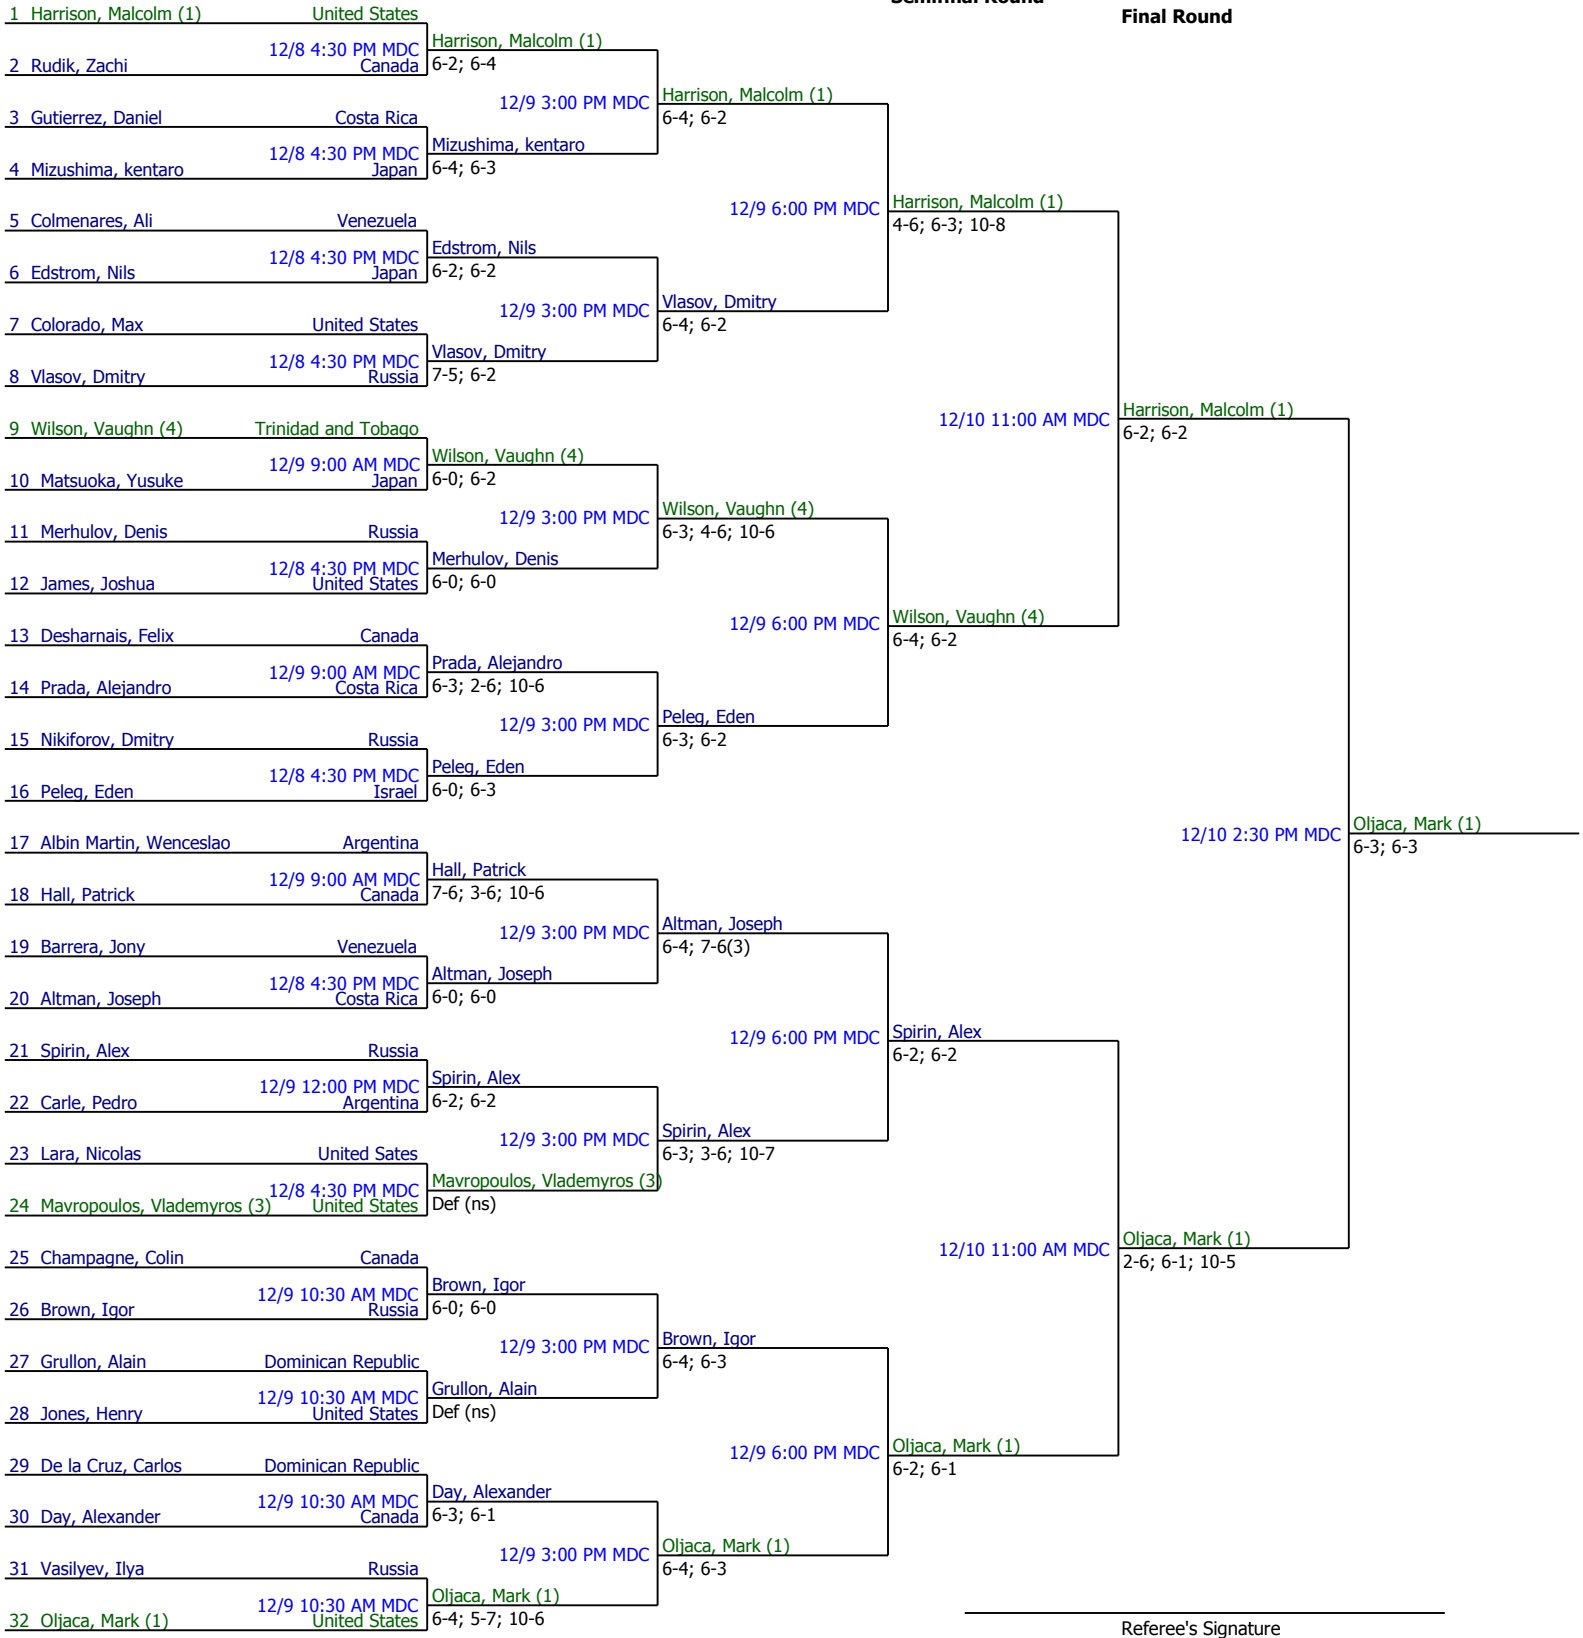 Final Round
1 Harrison, Malcolm (1) United States
12/8 4:30 PM MDC
2 Rudik, Zachi Canada
3 Gutierrez, Daniel Costa Rica
12/8 4:30 PM MDC
4 Mizushima, kentaro Japan
5 Colmenares, Ali Venezuela
12/8 4:30 PM MDC
6 Edstrom, Nils Japan
7 Colorado, Max United States
12/8 4:30 PM MDC
8 Vlasov, Dmitry Russia
9 Wilson, Vaughn (4) Trinidad and Tobago
12/9 9:00 AM MDC
10 Matsuoka, Yusuke Japan
11 Merhulov, Denis Russia
12/8 4:30 PM MDC
12 James, Joshua United States
13 Desharnais, Felix Canada
12/9 9:00 AM MDC
14 Prada, Alejandro Costa Rica
15 Nikiforov, Dmitry Russia
12/8 4:30 PM MDC
16 Peleg, Eden Israel
17 Albin Martin, Wenceslao Argentina
12/9 9:00 AM MDC
18 Hall, Patrick Canada
19 Barrera, Jony Venezuela
12/8 4:30 PM MDC
20 Altman, Joseph Costa Rica
21 Spirin, Alex Russia
12/9 12:00 PM MDC
22 Carle, Pedro Argentina
23 Lara, Nicolas United Sates
12/8 4:30 PM MDC
24 Mavropoulos, Vlademyros (3) United States
25 Champagne, Colin Canada
12/9 10:30 AM MDC
26 Brown, Igor Russia
27 Grullon, Alain Dominican Republic
12/9 10:30 AM MDC
28 Jones, Henry United States
29 De la Cruz, Carlos Dominican Republic
12/9 10:30 AM MDC
30 Day, Alexander Canada
31 Vasilyev, Ilya Russia
12/9 10:30 AM MDC
32 Oljaca, Mark (1) United States
Harrison, Malcolm (1)
6-2; 6-4
12/9 3:00 PM MDC
Mizushima, kentaro
6-4; 6-3
Edstrom, Nils
6-2; 6-2
12/9 3:00 PM MDC
Vlasov, Dmitry
7-5; 6-2
Wilson, Vaughn (4)
6-0; 6-2
12/9 3:00 PM MDC
Merhulov, Denis
6-0; 6-0
Prada, Alejandro
6-3; 2-6; 10-6
12/9 3:00 PM MDC
Peleg, Eden
6-0; 6-3
Hall, Patrick
7-6; 3-6; 10-6
12/9 3:00 PM MDC
Altman, Joseph
6-0; 6-0
Spirin, Alex
6-2; 6-2
12/9 3:00 PM MDC
Mavropoulos, Vlademyros (3)
Def (ns)
Brown, Igor
6-0; 6-0
12/9 3:00 PM MDC
Grullon, Alain
Def (ns)
Day, Alexander
6-3; 6-1
12/9 3:00 PM MDC
Oljaca, Mark (1)
6-4; 5-7; 10-6
Harrison, Malcolm (1)
6-4; 6-2
12/9 6:00 PM MDC
Vlasov, Dmitry
6-4; 6-2
Wilson, Vaughn (4)
6-3; 4-6; 10-6
12/9 6:00 PM MDC
Peleg, Eden
6-3; 6-2
Altman, Joseph
6-4; 7-6(3)
12/9 6:00 PM MDC
Spirin, Alex
6-3; 3-6; 10-7
Brown, Igor
6-4; 6-3
12/9 6:00 PM MDC
Oljaca, Mark (1)
6-4; 6-3
Harrison, Malcolm (1)
4-6; 6-3; 10-8
12/10 11:00 AM MDC
Wilson, Vaughn (4)
6-4; 6-2
Spirin, Alex
6-2; 6-2
12/10 11:00 AM MDC
Oljaca, Mark (1)
6-2; 6-1
Harrison, Malcolm (1)
6-2; 6-2
12/10 2:30 PM MDC
Oljaca, Mark (1)
2-6; 6-1; 10-5
Oljaca, Mark (1)
6-3; 6-3
Referee's Signature